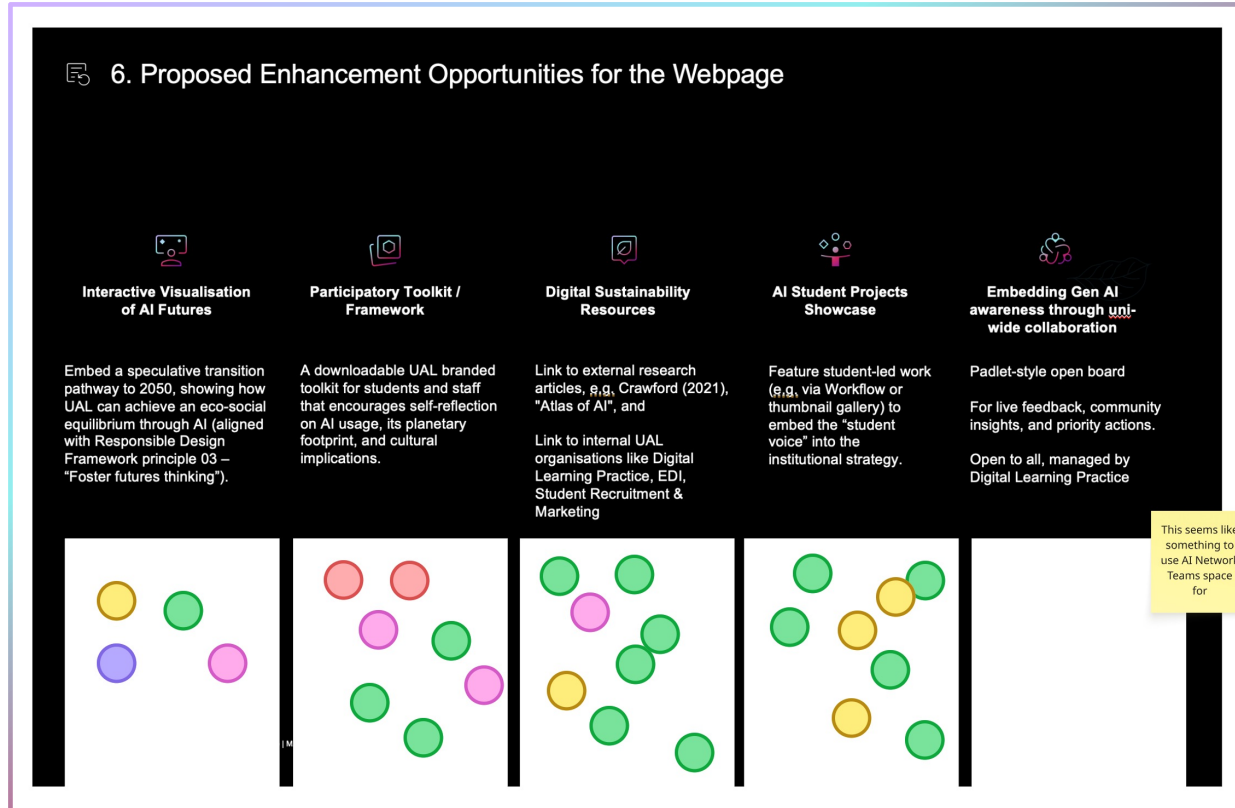 6. Proposed Enhancement Opportunities for the Webpage
Interactive Visualisation
of AI Futures
Embed a speculative transition
pathway to 2050, showing how
UAL can achieve an eco-social
equilibrium through AI (aligned
with Responsible Design
Framework principle 03 –
“Foster futures thinking”).
Participatory Toolkit /
Framework
A downloadable UAL branded
toolkit for students and staff
that encourages self-reflection
on AI usage, its planetary
footprint, and cultural
implications.
Digital Sustainability
Resources
Link to external research
articles, e.g. Crawford (2021),
"Atlas of AI", and
Link to internal UAL
organisations like Digital
Learning Practice, EDI,
Student Recruitment &
Marketing
AI Student Projects
Showcase
Feature student-led work
(e.g. via Workflow or
thumbnail gallery) to
embed the “student
voice” into the
institutional strategy.
Embedding Gen AI
awareness through uni-
wide collaboration
Padlet-style open board
For live feedback, community
insights, and priority actions.
Open to all, managed by
Digital Learning Practice
This seems like
something to
use AI Network
Teams space
for
| M